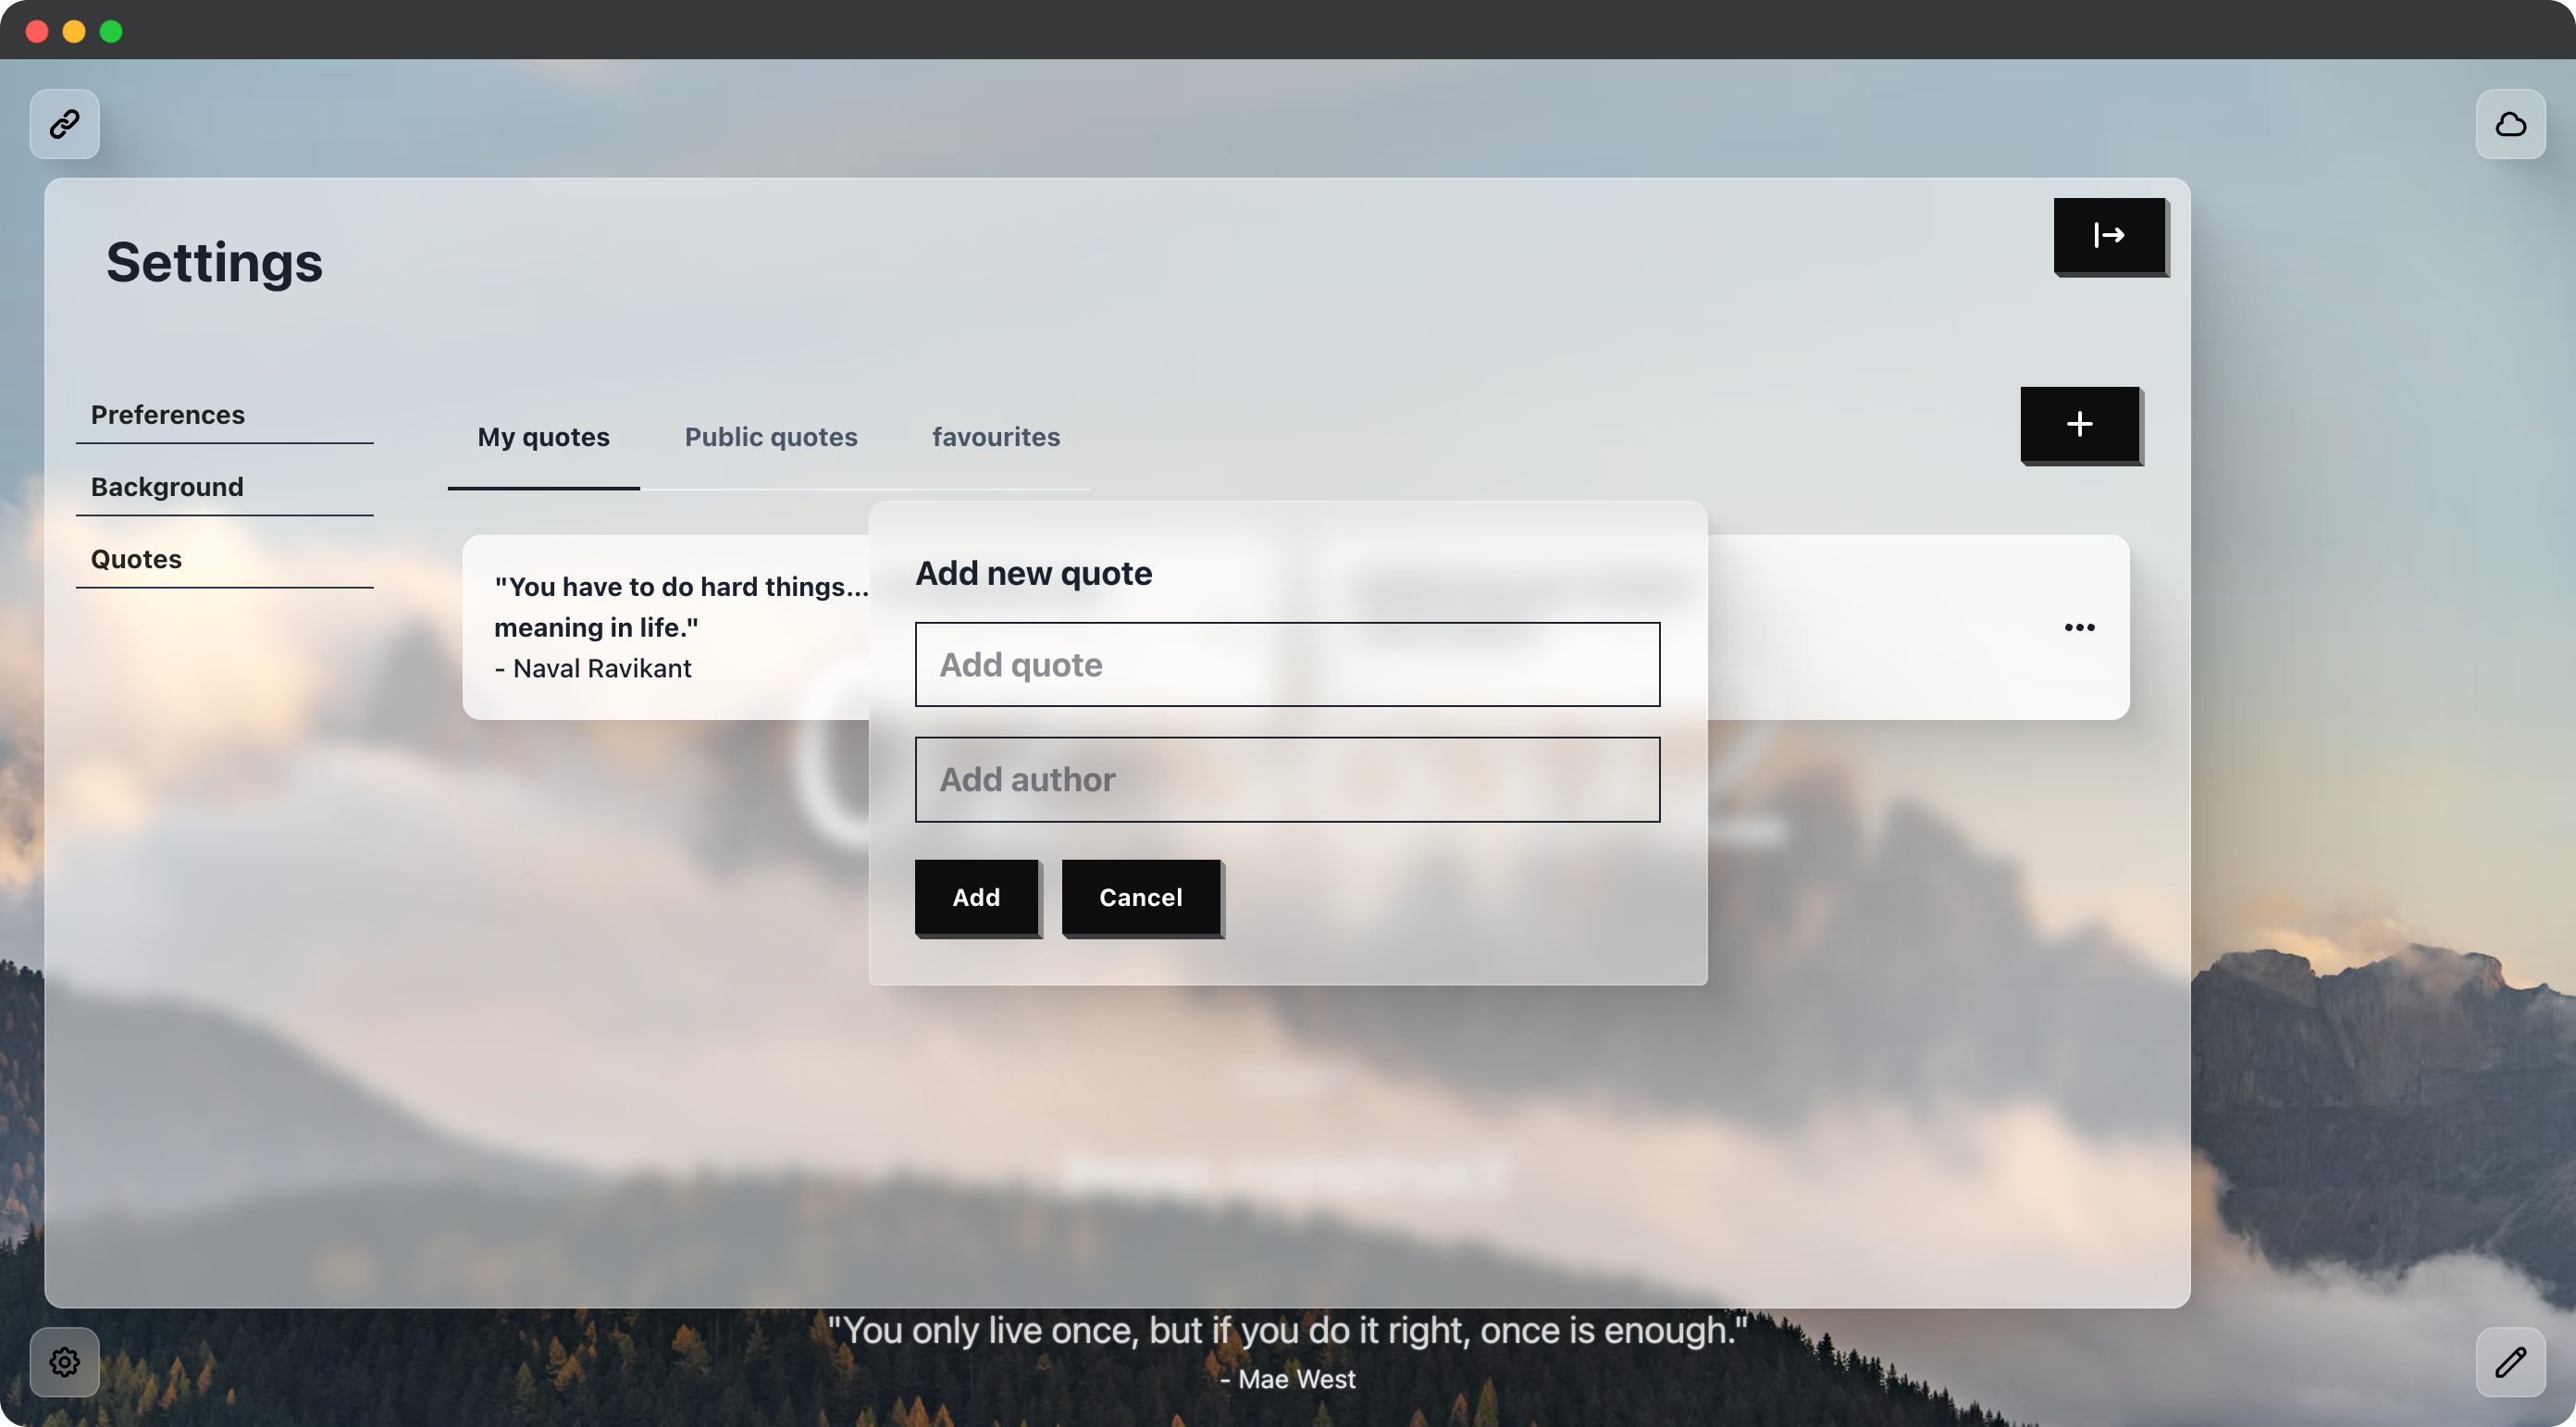 Settings
Preferences
Background
Quotes
My quotes
Public quotes
favourites
"You have to do hard things...
meaning in life."
- Naval Ravikant
Add new quote
Add quote
Add author
Add
Cancel
"You only live once, but if you do it right, once is enough."
- Mae West